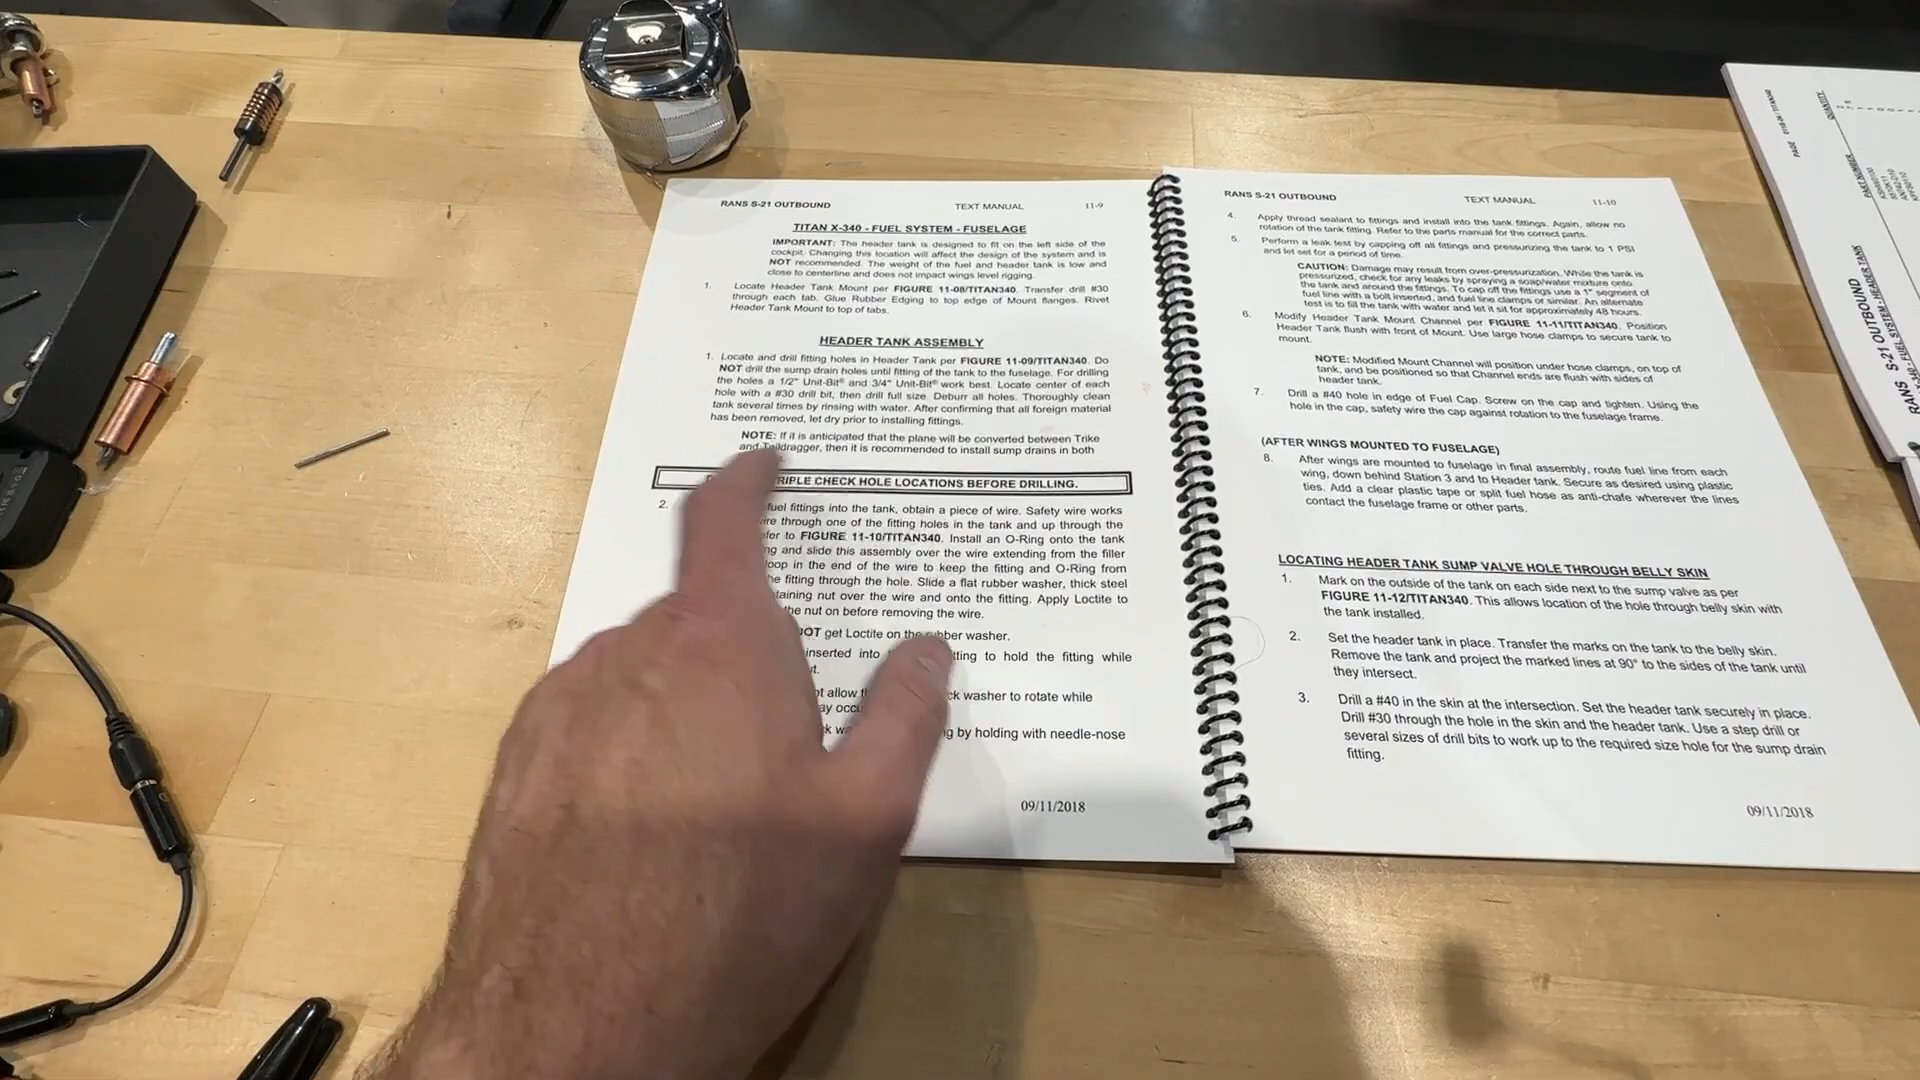 RANS S-21 OUTBOUND TEXT MANUAL 11-9
TITAN X-340 - FUEL SYSTEM - FUSELAGE
IMPORTANT: The header tank is designed to fit on the left side of the
cockpit. Changing this location will affect the design of the system and is
NOT recommended. The weight of the fuel and header tank is low and
close to centerline and does not impact wings level rigging.
1. Locate Header Tank Mount per FIGURE 11-08/TITAN340. Transfer drill #30
through each tab. Glue Rubber Edging to top edge of Mount flanges. Rivet
Header Tank Mount to top of tabs.
HEADER TANK ASSEMBLY
1. Locate and drill fitting holes in Header Tank per FIGURE 11-09/TITAN340. Do
NOT drill the sump drain holes until fitting of the tank to the fuselage. For drilling
the holes a 1/2" Unit-Bit® and 3/4" Unit-Bit® work best. Locate center of each
hole with a #30 drill bit, then drill full size. Deburr all holes. Thoroughly clean
tank several times by rinsing with water. After confirming that all foreign material
has been removed, let dry prior to installing fittings.
NOTE: If it is anticipated that the plane will be converted between Trike
and Taildragger, then it is recommended to install sump drains in both
RIPLE CHECK HOLE LOCATIONS BEFORE DRILLING.
2. fuel fittings into the tank, obtain a piece of wire. Safety wire works
through one of the fitting holes in the tank and up through the
to FIGURE 11-10/TITAN340. Install an O-Ring onto the tank
and slide this assembly over the wire extending from the filler
in the end of the wire to keep the fitting and O-Ring from
the fitting through the hole. Slide a flat rubber washer, thick steel
nut over the wire and onto the fitting. Apply Loctite to
the nut on before removing the wire.
NOT get Loctite on the rubber washer.
inserted into to hold the fitting while
allow washer to rotate while
by holding with needle-nose
09/11/2018
RANS S-21 OUTBOUND TEXT MANUAL 11-10
4. Apply thread sealant to fittings and install into the tank fittings. Again, allow no
rotation of the tank fitting. Refer to the parts manual for the correct parts.
5. Perform a leak test by capping off all fittings and pressurizing the tank to 1 PSI
and let set for a period of time.
CAUTION: Damage may result from over-pressurization. While the tank is
pressurized, check for any leaks by spraying a soap/water mixture onto
the tank and around the fittings. To cap off the fittings use a 1" segment of
fuel line with a bolt inserted, and fuel line clamps or similar. An alternate
test is to fill the tank with water and let it sit for approximately 48 hours.
6. Modify Header Tank Mount Channel per FIGURE 11-11/TITAN340. Position
Header Tank flush with front of Mount. Use large hose clamps to secure tank to
mount.
NOTE: Modified Mount Channel will position under hose clamps, on top of
tank, and be positioned so that Channel ends are flush with sides of
header tank.
7. Drill a #40 hole in edge of Fuel Cap. Screw on the cap and tighten. Using the
hole in the cap, safety wire the cap against rotation to the fuselage frame.
(AFTER WINGS MOUNTED TO FUSELAGE)
8. After wings are mounted to fuselage in final assembly, route fuel line from each
wing, down behind Station 3 and to Header tank. Secure as desired using plastic
ties. Add a clear plastic tape or split fuel hose as anti-chafe wherever the lines
contact the fuselage frame or other parts.
LOCATING HEADER TANK SUMP VALVE HOLE THROUGH BELLY SKIN
1. Mark on the outside of the tank on each side next to the sump valve as per
FIGURE 11-12/TITAN340. This allows location of the hole through belly skin with
the tank installed.
2. Set the header tank in place. Transfer the marks on the tank to the belly skin.
Remove the tank and project the marked lines at 90° to the sides of the tank until
they intersect.
3. Drill a #40 in the skin at the intersection. Set the header tank securely in place.
Drill #30 through the hole in the skin and the header tank. Use a step drill or
several sizes of drill bits to work up to the required size hole for the sump drain
fitting.
09/11/2018
RANS S-21 OUTBOUND
FUEL SYSTEM - HEADER TANK
PAGE
PART NUMBER
QUANTITY